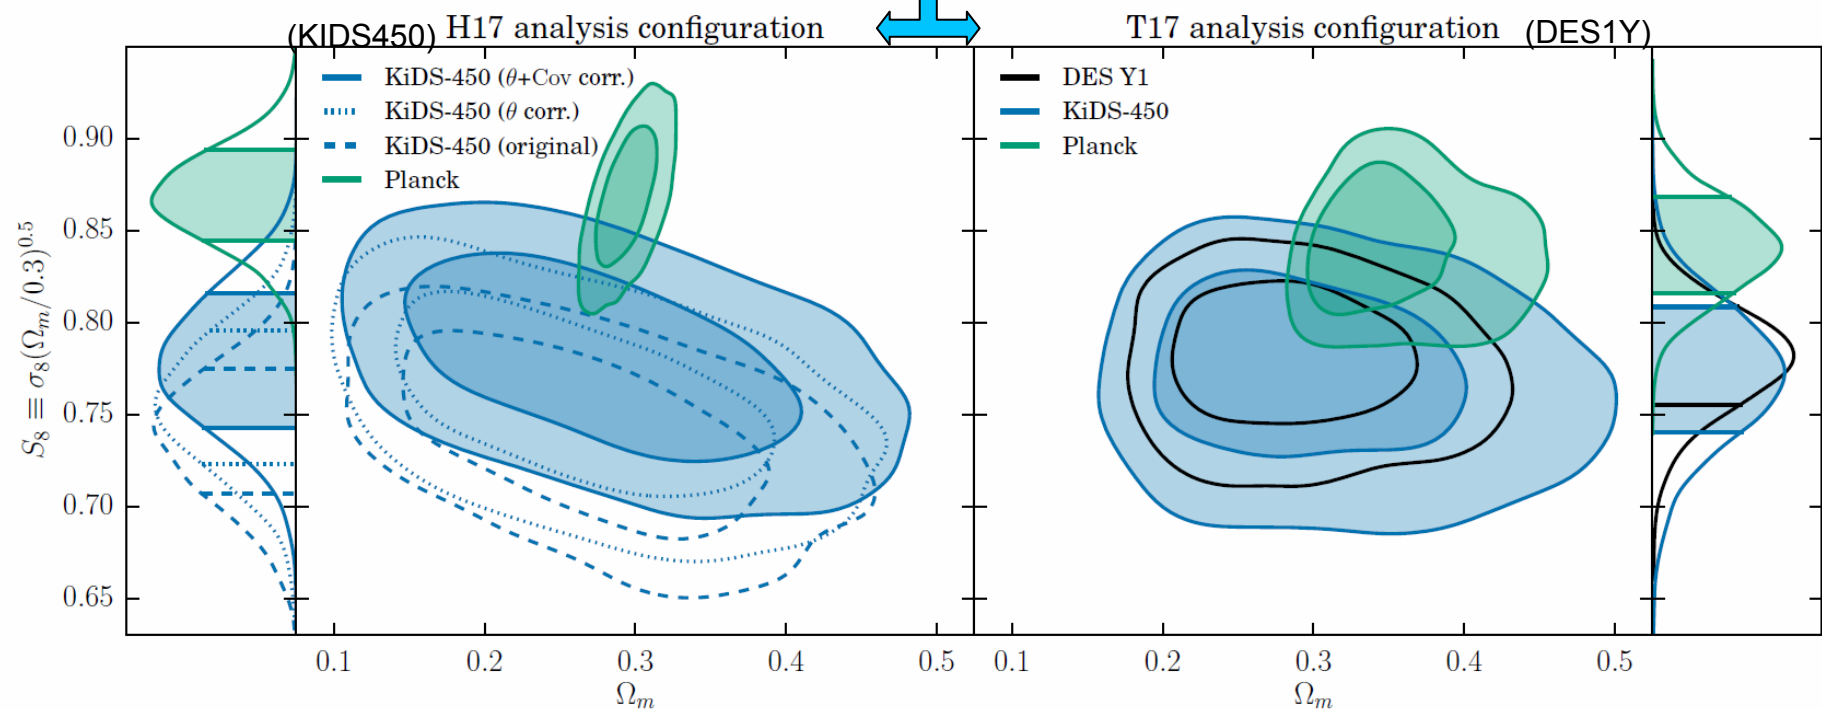 (KIDS450) H17 analysis configuration
T17 analysis configuration (DES1Y)
KiDS-450 (θ+Cov corr.)
KiDS-450 (θ corr.)
KiDS-450 (original)
Planck
DES Y1
KiDS-450
Planck
0.90
0.85
0.80
0.75
0.70
0.65
S₈ ≡ σ₈(Ωₘ/0.3)⁰·⁵
0.1 0.2 0.3 0.4 0.5
Ωₘ
0.1 0.2 0.3 0.4 0.5
Ωₘ